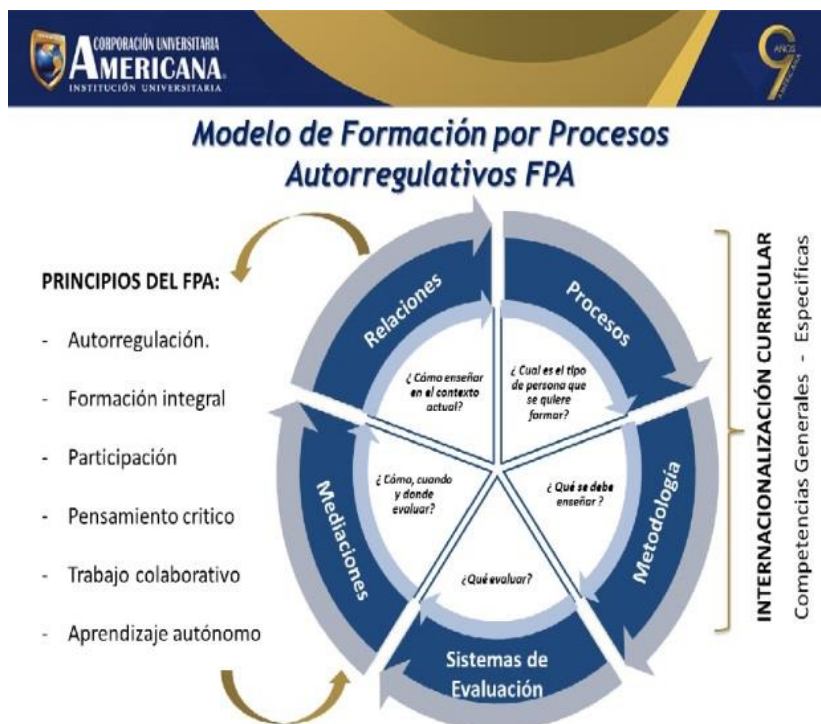 CORPORACIÓN UNIVERSITARIA
AMERICANA
INSTITUCIÓN UNIVERSITARIA
9 AÑOS
AMERICANA
Modelo de Formación por Procesos
Autorregulativos FPA
PRINCIPIOS DEL FPA:
- Autorregulación.
- Formación integral
- Participación
- Pensamiento critico
- Trabajo colaborativo
- Aprendizaje autónomo
Relaciones
¿ Cómo enseñar
en el contexto
actual?
Procesos
¿ Cual es el tipo
de persona que
se quiere
formar?
Metodología
¿ Qué se debe
enseñar ?
Sistemas de
Evaluación
¿Qué evaluar?
Mediaciones
¿ Cómo, cuando
y donde
evaluar?
INTERNACIONALIZACIÓN CURRICULAR
Competencias Generales - Especificas